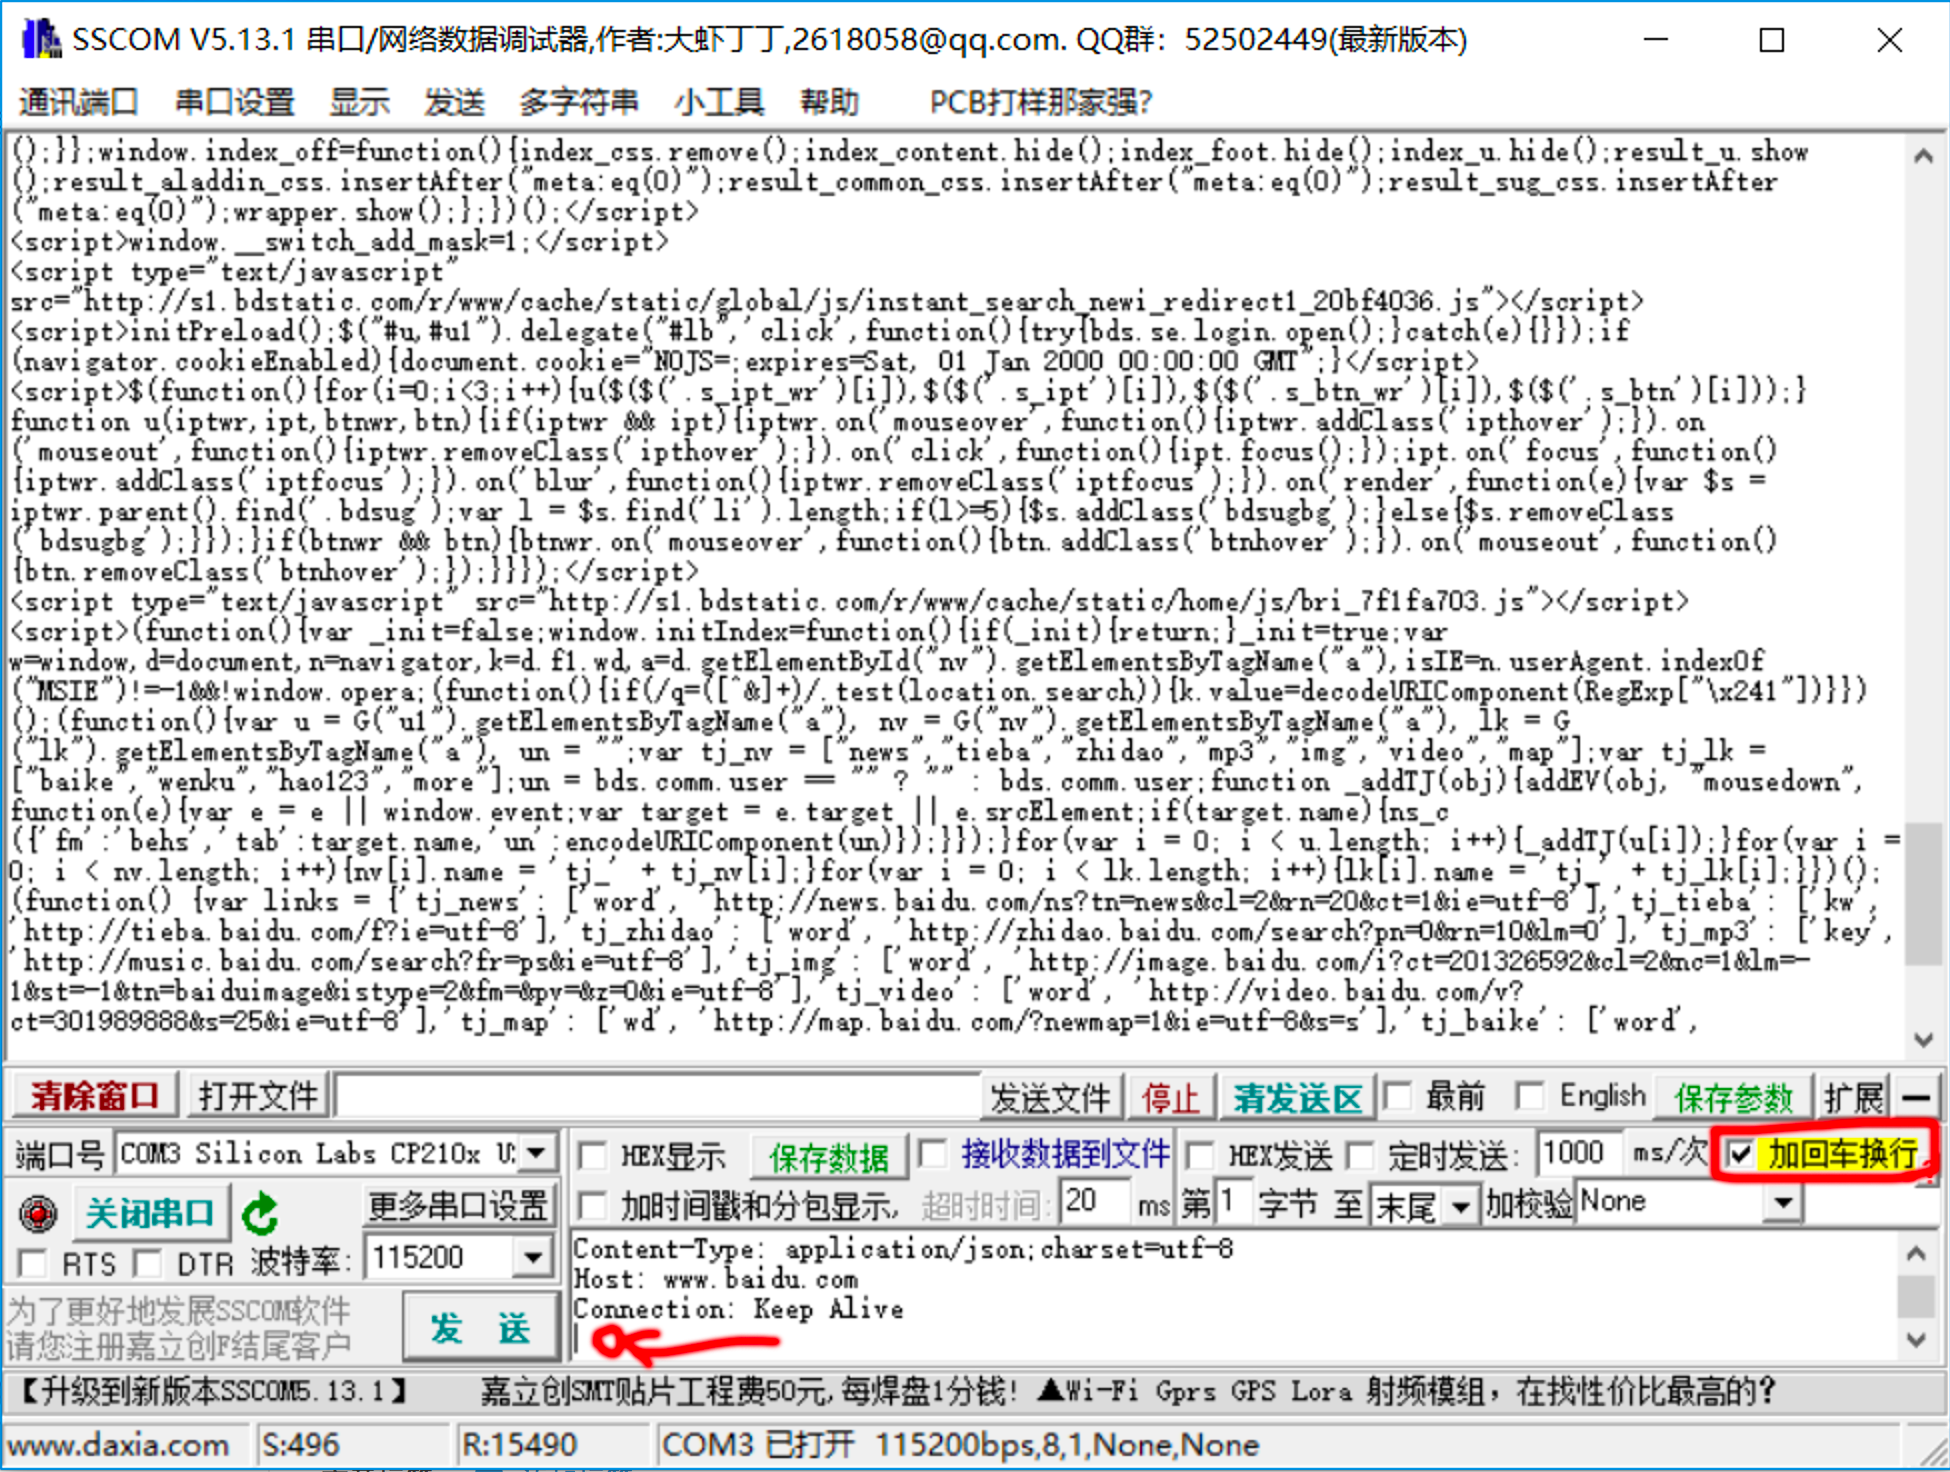 SSCOM V5.13.1 串口/网络数据调试器,作者:大虾丁丁,2618058@qq.com. QQ群: 52502449(最新版本)
通讯端口 串口设置 显示 发送 多字符串 小工具 帮助 PCB打样那家强?
();}};window.index_off=function(){index_css.remove();index_content.hide();index_foot.hide();index_u.hide();result_u.show
();result_aladdin_css.insertAfter("meta:eq(0)");result_common_css.insertAfter("meta:eq(0)");result_sug_css.insertAfter
("meta:eq(0)");wrapper.show();};})();</script>
<script>window.__switch_add_mask=1;</script>
<script type="text/javascript"
src="http://s1.bdstatic.com/r/www/cache/static/global/js/instant_search_newi_redirect1_20bf4036.js"></script>
<script>initPreload();$("#u,#u1").delegate("#lb",'click',function(){try{bds.se.login.open();}catch(e){}});if
(navigator.cookieEnabled){document.cookie="NOJS=;expires=Sat, 01 Jan 2000 00:00:00 GMT";}</script>
<script>$(function(){for(i=0;i<3;i++){u($($('.s_ipt_wr')[i]),$($('.s_ipt')[i]),$($('.s_btn_wr')[i]),$($('.s_btn')[i]));}
function u(iptwr,ipt,btnwr,btn){if(iptwr && ipt){iptwr.on('mouseover',function(){iptwr.addClass('ipthover');}).on
('mouseout',function(){iptwr.removeClass('ipthover');}).on('click',function(){ipt.focus();});ipt.on('focus',function()
{iptwr.addClass('iptfocus');}).on('blur',function(){iptwr.removeClass('iptfocus');}).on('render',function(e){var $s =
iptwr.parent().find('.bdsug');var l = $s.find('li').length;if(l>=5){$s.addClass('bdsugbg');}else{$s.removeClass
('bdsugbg');}});}if(btnwr && btn){btnwr.on('mouseover',function(){btn.addClass('btnhover');}).on('mouseout',function()
{btn.removeClass('btnhover');});}}});</script>
<script type="text/javascript" src="http://s1.bdstatic.com/r/www/cache/static/home/js/bri_7f1fa703.js"></script>
<script>(function(){var _init=false;window.initIndex=function(){if(_init){return;}_init=true;var
w=window,d=document,n=navigator,k=d.f1.wd,a=d.getElementById("nv").getElementsByTagName("a"),isIE=n.userAgent.indexOf
("MSIE")!=-1&&!window.opera;(function(){if(/q=([^&]+)/.test(location.search)){k.value=decodeURIComponent(RegExp["\x241"])}})
();(function(){var u = G("u1").getElementsByTagName("a"), nv = G("nv").getElementsByTagName("a"), lk = G
("lk").getElementsByTagName("a"), un = "";var tj_nv = ["news","tieba","zhidao","mp3","img","video","map"];var tj_lk =
["baike","wenku","hao123","more"];un = bds.comm.user == "" ? "" : bds.comm.user;function _addTJ(obj){addEV(obj, "mousedown",
function(e){var e = e || window.event;var target = e.target || e.srcElement;if(target.name){ns_c
({'fm':'behs','tab':target.name,'un':encodeURIComponent(un)});}});}for(var i = 0; i < u.length; i++){_addTJ(u[i]);}for(var i =
0; i < nv.length; i++){nv[i].name = 'tj_' + tj_nv[i];}for(var i = 0; i < lk.length; i++){lk[i].name = 'tj_' + tj_lk[i];}})();
(function() {var links = {'tj_news': ['word', 'http://news.baidu.com/ns?tn=news&cl=2&rn=20&ct=1&ie=utf-8'],'tj_tieba': ['kw',
'http://tieba.baidu.com/f?ie=utf-8'],'tj_zhidao': ['word', 'http://zhidao.baidu.com/search?pn=0&rn=10&lm=0'],'tj_mp3': ['key',
'http://music.baidu.com/search?fr=ps&ie=utf-8'],'tj_img': ['word', 'http://image.baidu.com/i?ct=201326592&cl=2&nc=1&lm=-
1&st=-1&tn=baiduimage&istype=2&fm=&pv=&z=0&ie=utf-8'],'tj_video': ['word', 'http://video.baidu.com/v?
ct=301989888&s=25&ie=utf-8'],'tj_map': ['wd', 'http://map.baidu.com/?newmap=1&ie=utf-8&s=s'],'tj_baike': ['word',
清除窗口 打开文件 发送文件 停止 清发送区 最前 English 保存参数 扩展 —
端口号 COM3 Silicon Labs CP210x HEX显示 保存数据 接收数据到文件 HEX发送 定时发送: 1000 ms/次 加回车换行
关闭串口 更多串口设置 加时间戳和分包显示, 超时时间: 20 ms 第 1 字节 至 末尾 加校验 None
RTS DTR 波特率: 115200
Content-Type: application/json;charset=utf-8
Host: www.baidu.com
Connection: Keep Alive
为了更好地发展SSCOM软件
请您注册嘉立创F结尾客户
发 送
【升级到新版本SSCOM5.13.1】 嘉立创SMT贴片工程费50元,每焊盘1分钱! ▲Wi-Fi Gprs GPS Lora 射频模组，在找性价比最高的?
www.daxia.com S:496 R:15490 COM3 已打开 115200bps,8,1,None,None